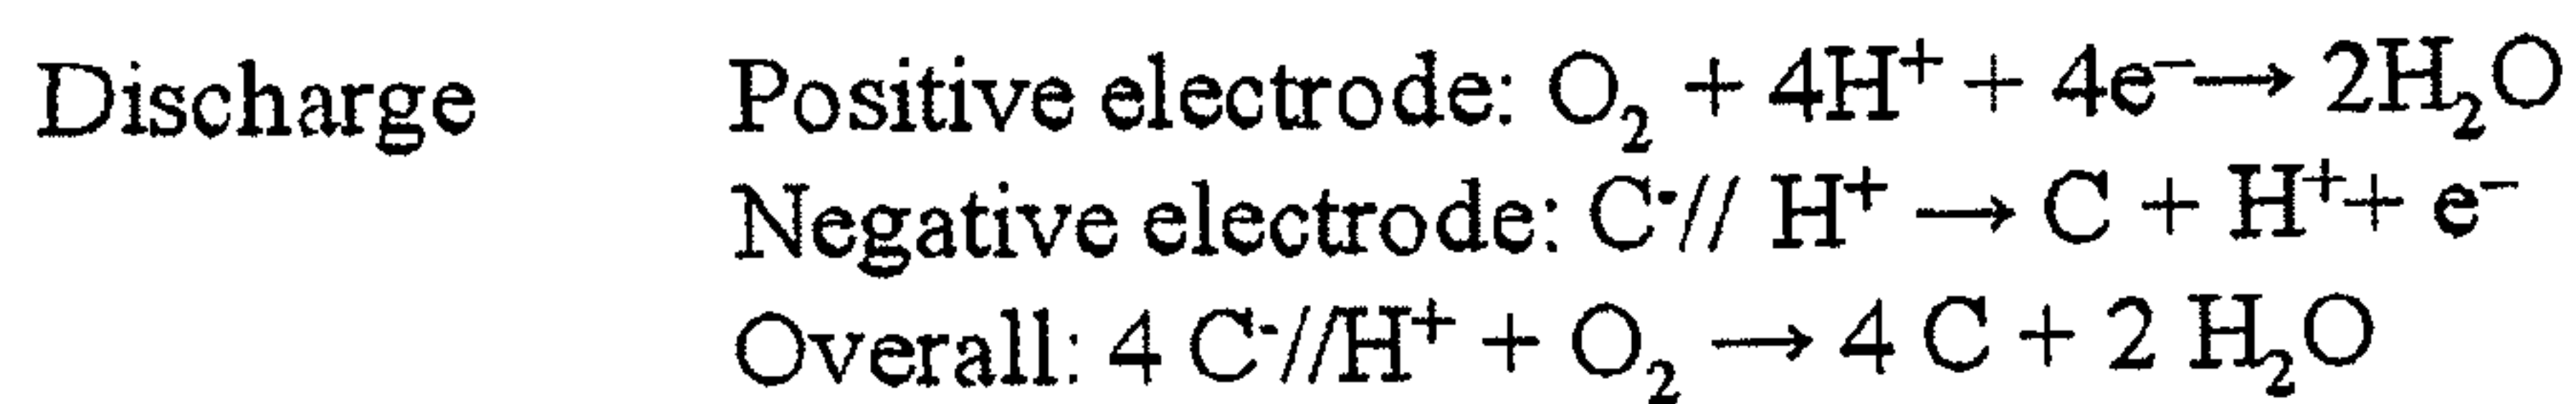 Discharge Positive electrode: O₂ + 4H⁺ + 4e⁻→ 2H₂O
Negative electrode: C⁻// H⁺ → C + H⁺+ e⁻
Overall: 4 C⁻//H⁺ + O₂ → 4 C + 2 H₂O